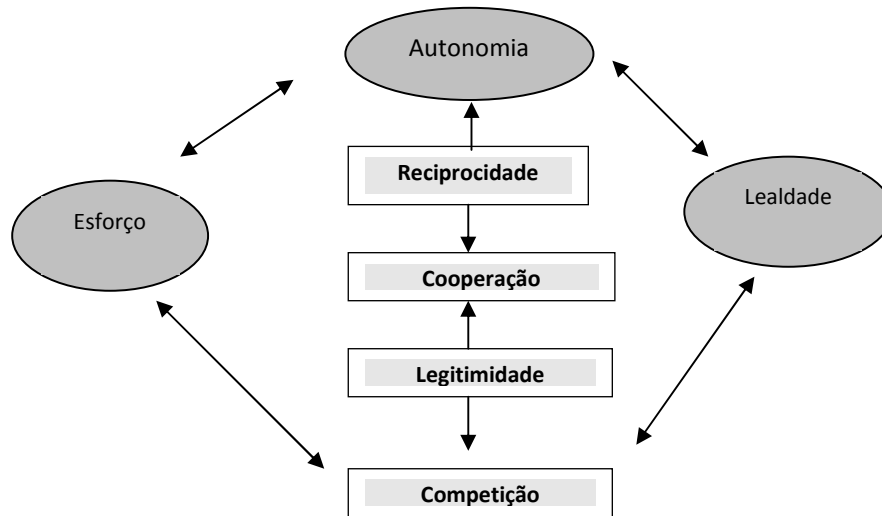 Autonomia
Reciprocidade
Esforço
Lealdade
Cooperação
Legitimidade
Competição